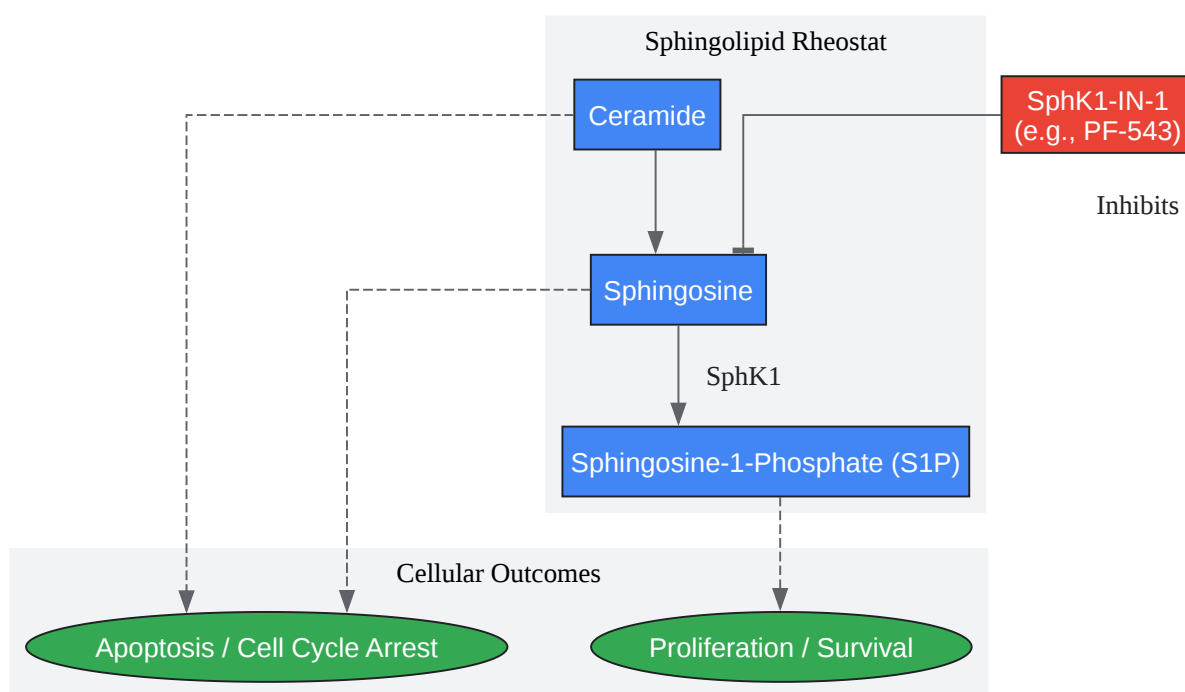 Sphingolipid Rheostat
Ceramide
SphK1-IN-1
(e.g., PF-543)
Inhibits
Sphingosine
SphK1
Sphingosine-1-Phosphate (S1P)
Cellular Outcomes
Apoptosis / Cell Cycle Arrest
Proliferation / Survival